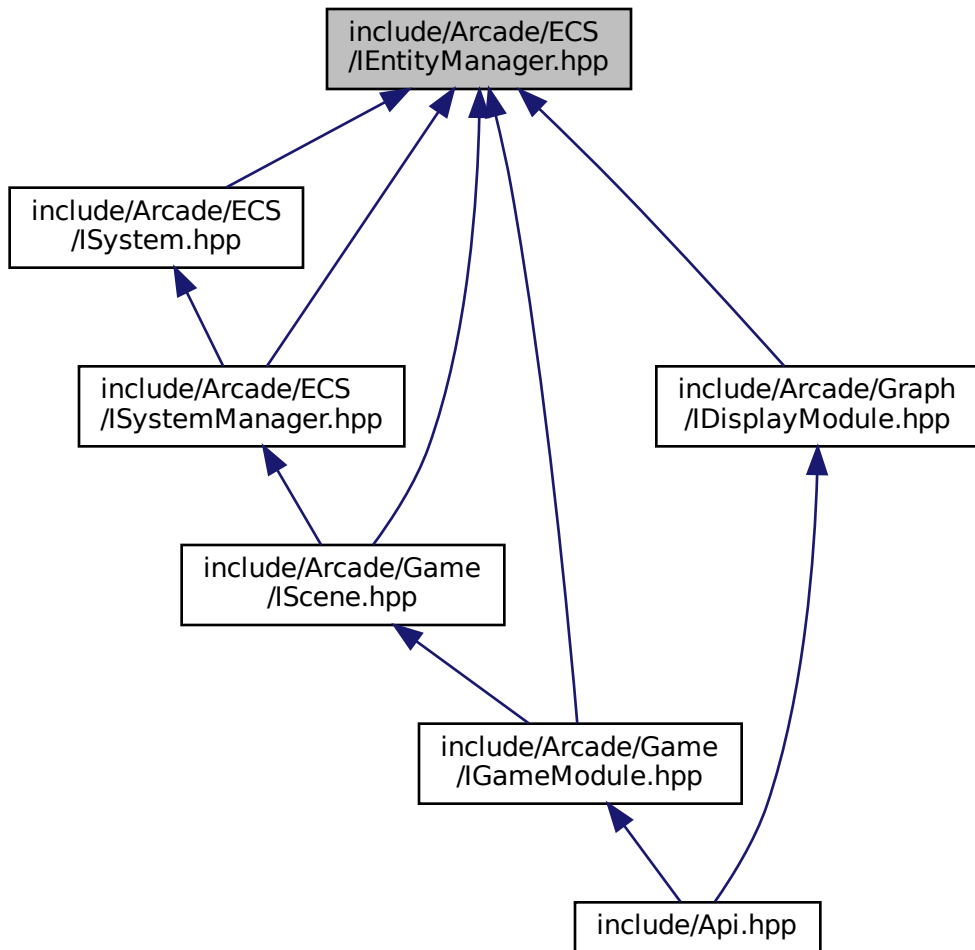 include/Arcade/ECS
/IEntityManager.hpp
include/Arcade/ECS
/ISystem.hpp
include/Arcade/ECS
/ISystemManager.hpp
include/Arcade/Graph
/IDisplayModule.hpp
include/Arcade/Game
/IScene.hpp
include/Arcade/Game
/IGameModule.hpp
include/Api.hpp